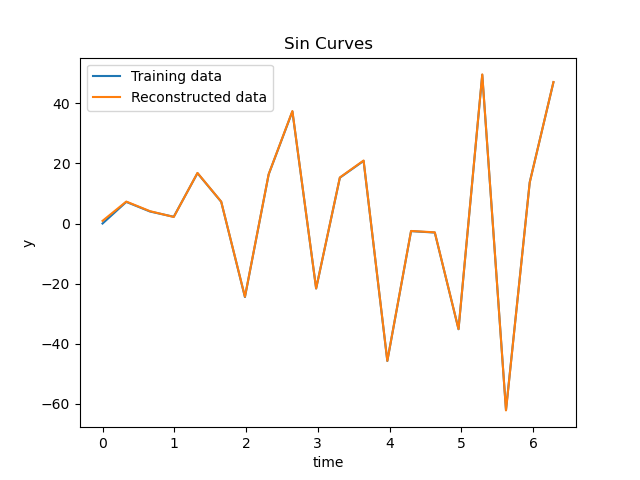 Sin Curves
Training data
Reconstructed data
40
20
0
−20
−40
−60
y
0 1 2 3 4 5 6
time